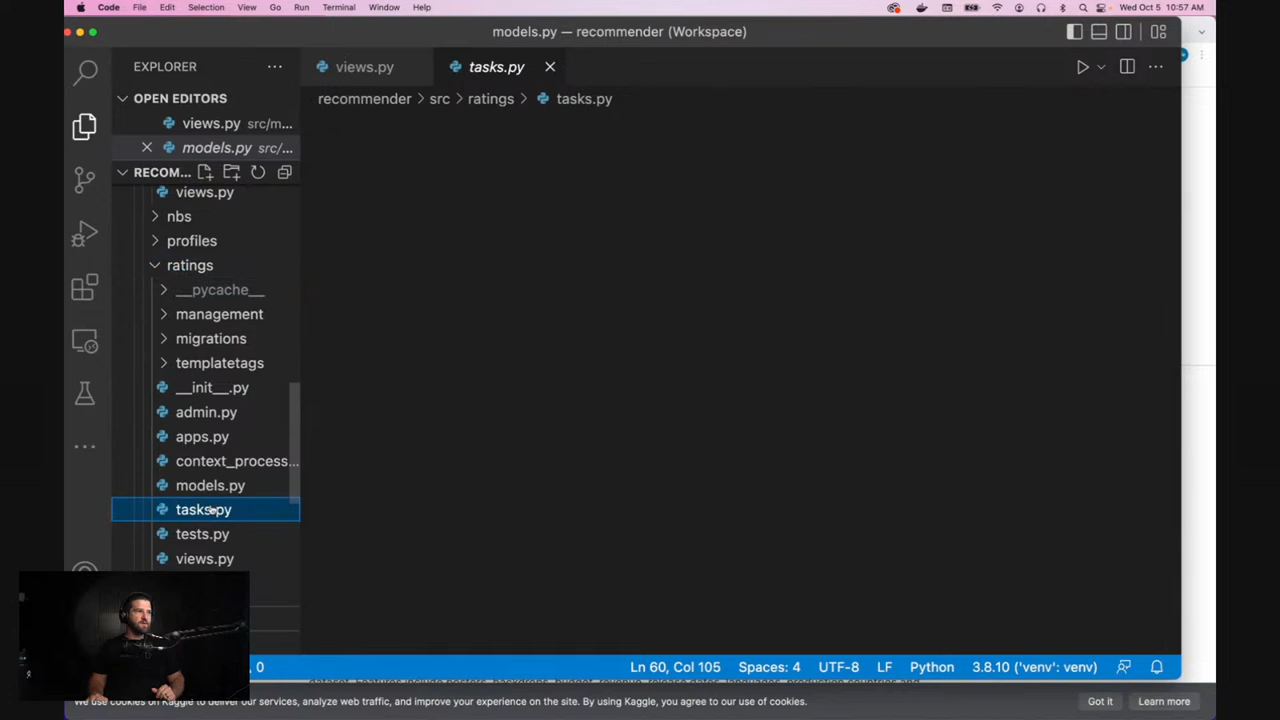 Code File Edit Selection View Go Run Terminal Window Help Wed Oct 5 10:57 AM
models.py — recommender (Workspace)
EXPLORER
views.py
tasks.py
OPEN EDITORS
recommender > src > ratings > tasks.py
views.py src/m...
models.py src/...
RECOM...
views.py
nbs
profiles
ratings
__pycache__
management
migrations
templatetags
__init__.py
admin.py
apps.py
context_process...
models.py
tasks.py
tests.py
views.py
0 Ln 60, Col 105 Spaces: 4 UTF-8 LF Python 3.8.10 ('venv': venv)
We use cookies on Kaggle to deliver our services, analyze web traffic, and improve your experience on the site. By using Kaggle, you agree to our use of cookies. Got it Learn more